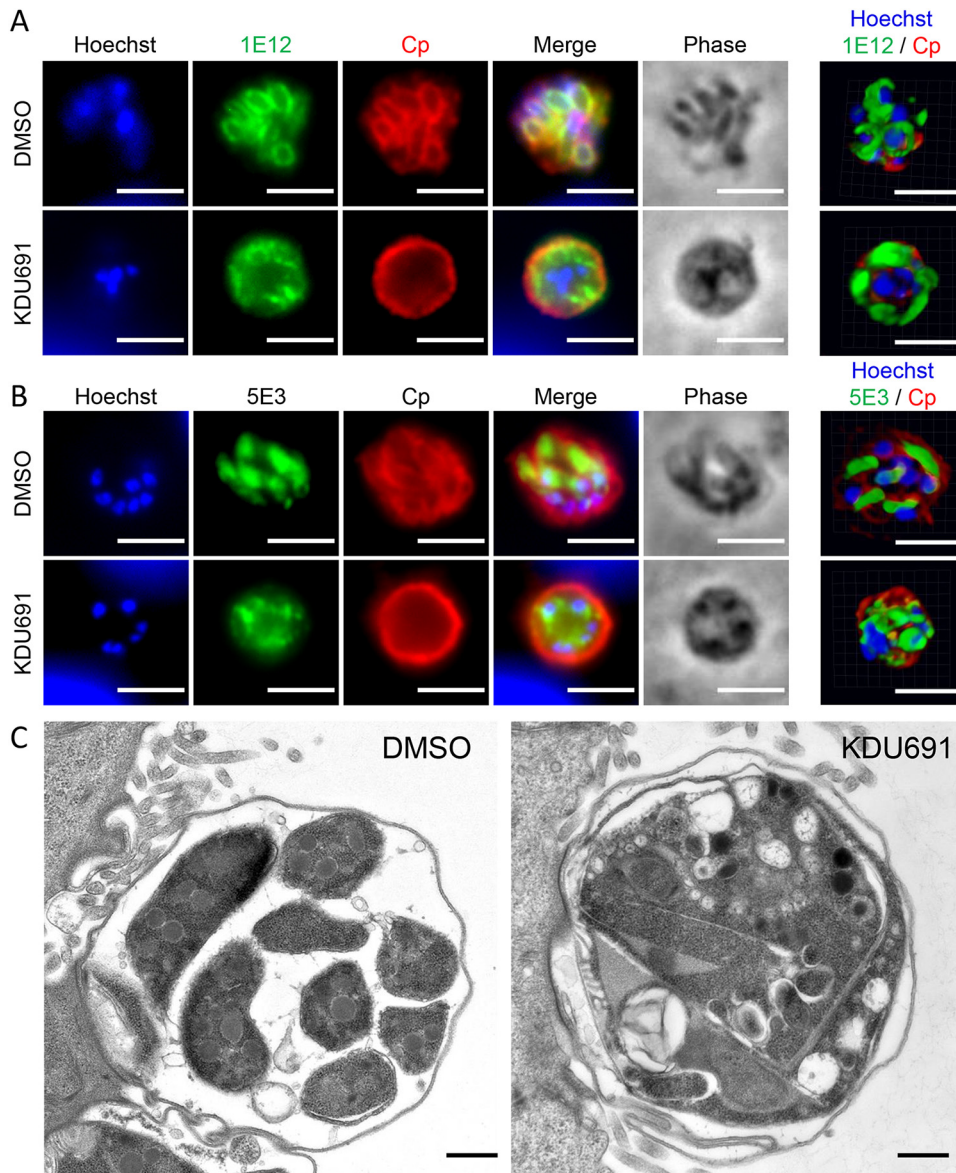 A
Hoechst 1E12 Cp Merge Phase
Hoechst
1E12 / Cp
DMSO
KDU691
B
Hoechst 5E3 Cp Merge Phase
Hoechst
5E3 / Cp
DMSO
KDU691
C
DMSO
KDU691